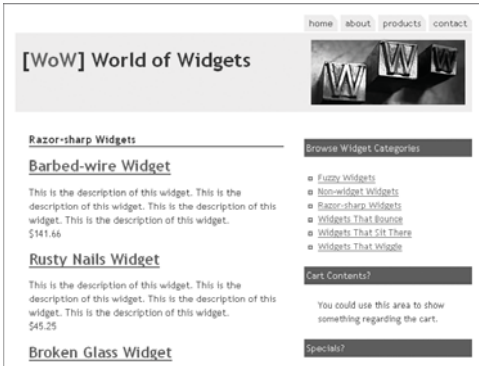 home about products contact
[WoW] World of Widgets
W W W
Razor-sharp Widgets
Barbed-wire Widget
This is the description of this widget. This is the
description of this widget. This is the description of this
widget. This is the description of this widget.
$141.66
Rusty Nails Widget
This is the description of this widget. This is the
description of this widget. This is the description of this
widget. This is the description of this widget.
$45.25
Broken Glass Widget
Browse Widget Categories
Fuzzy Widgets
Non-widget Widgets
Razor-sharp Widgets
Widgets That Bounce
Widgets That Sit There
Widgets That Wiggle
Cart Contents?
You could use this area to show
something regarding the cart.
Specials?